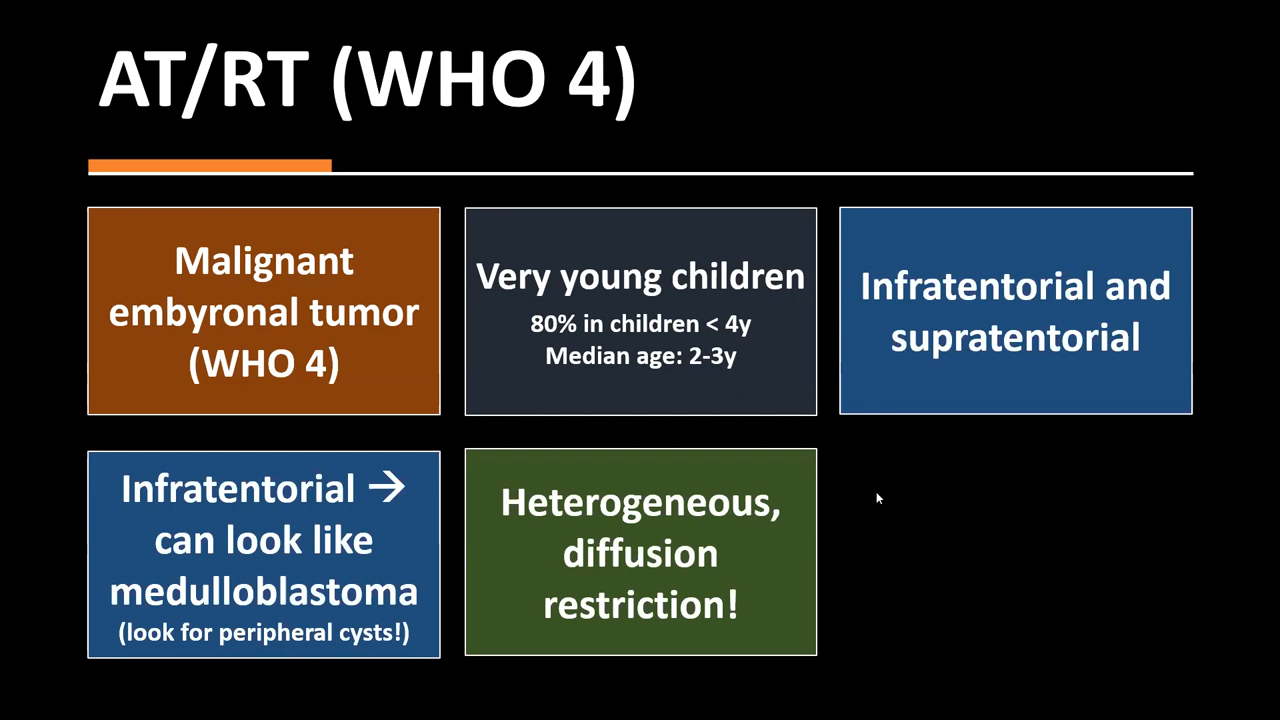 AT/RT (WHO 4)
Malignant
embyronal tumor
(WHO 4)
Very young children
80% in children < 4y
Median age: 2-3y
Infratentorial and
supratentorial
Infratentorial →
can look like
medulloblastoma
(look for peripheral cysts!)
Heterogeneous,
diffusion
restriction!